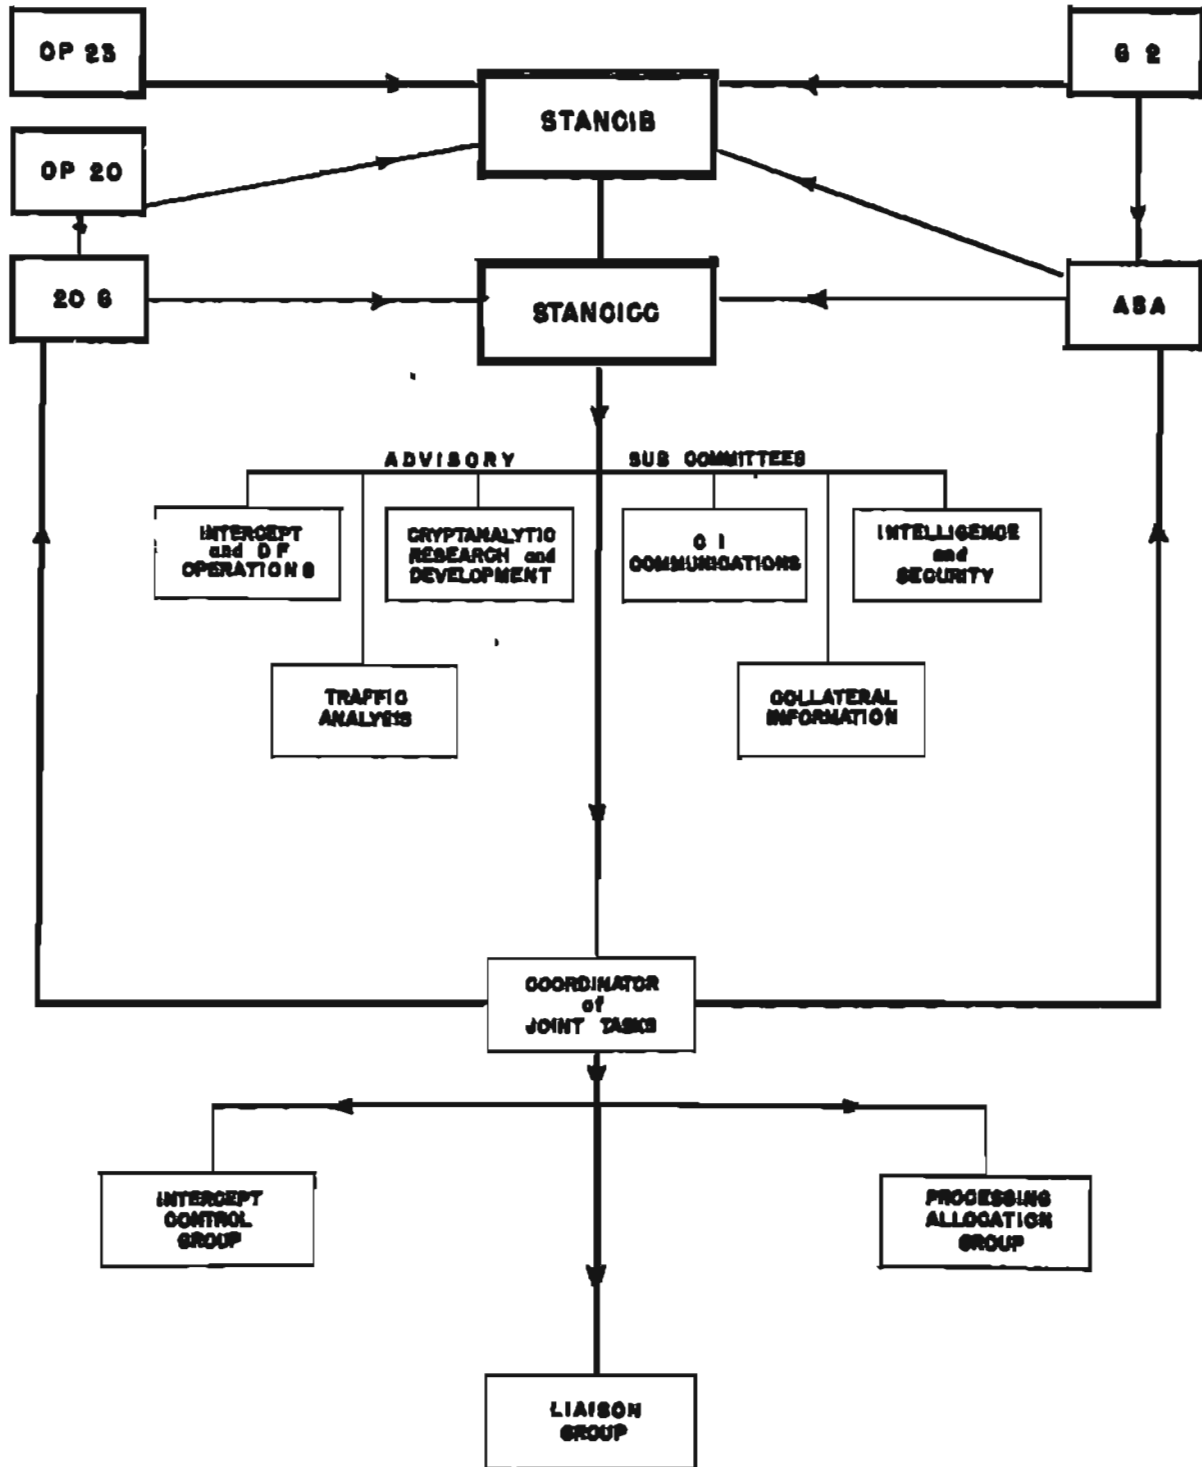 OP 23
G 2
STANCIB
OP 20
20 G
STANCICC
ASA
ADVISORY SUB COMMITTEES
INTERCEPT
and DF
OPERATIONS
CRYPTANALYTIC
RESEARCH and
DEVELOPMENT
C I
COMMUNICATIONS
INTELLIGENCE
and
SECURITY
TRAFFIC
ANALYSIS
COLLATERAL
INFORMATION
COORDINATOR
of
JOINT TASKS
INTERCEPT
CONTROL
GROUP
PROCESSING
ALLOCATION
GROUP
LIAISON
GROUP